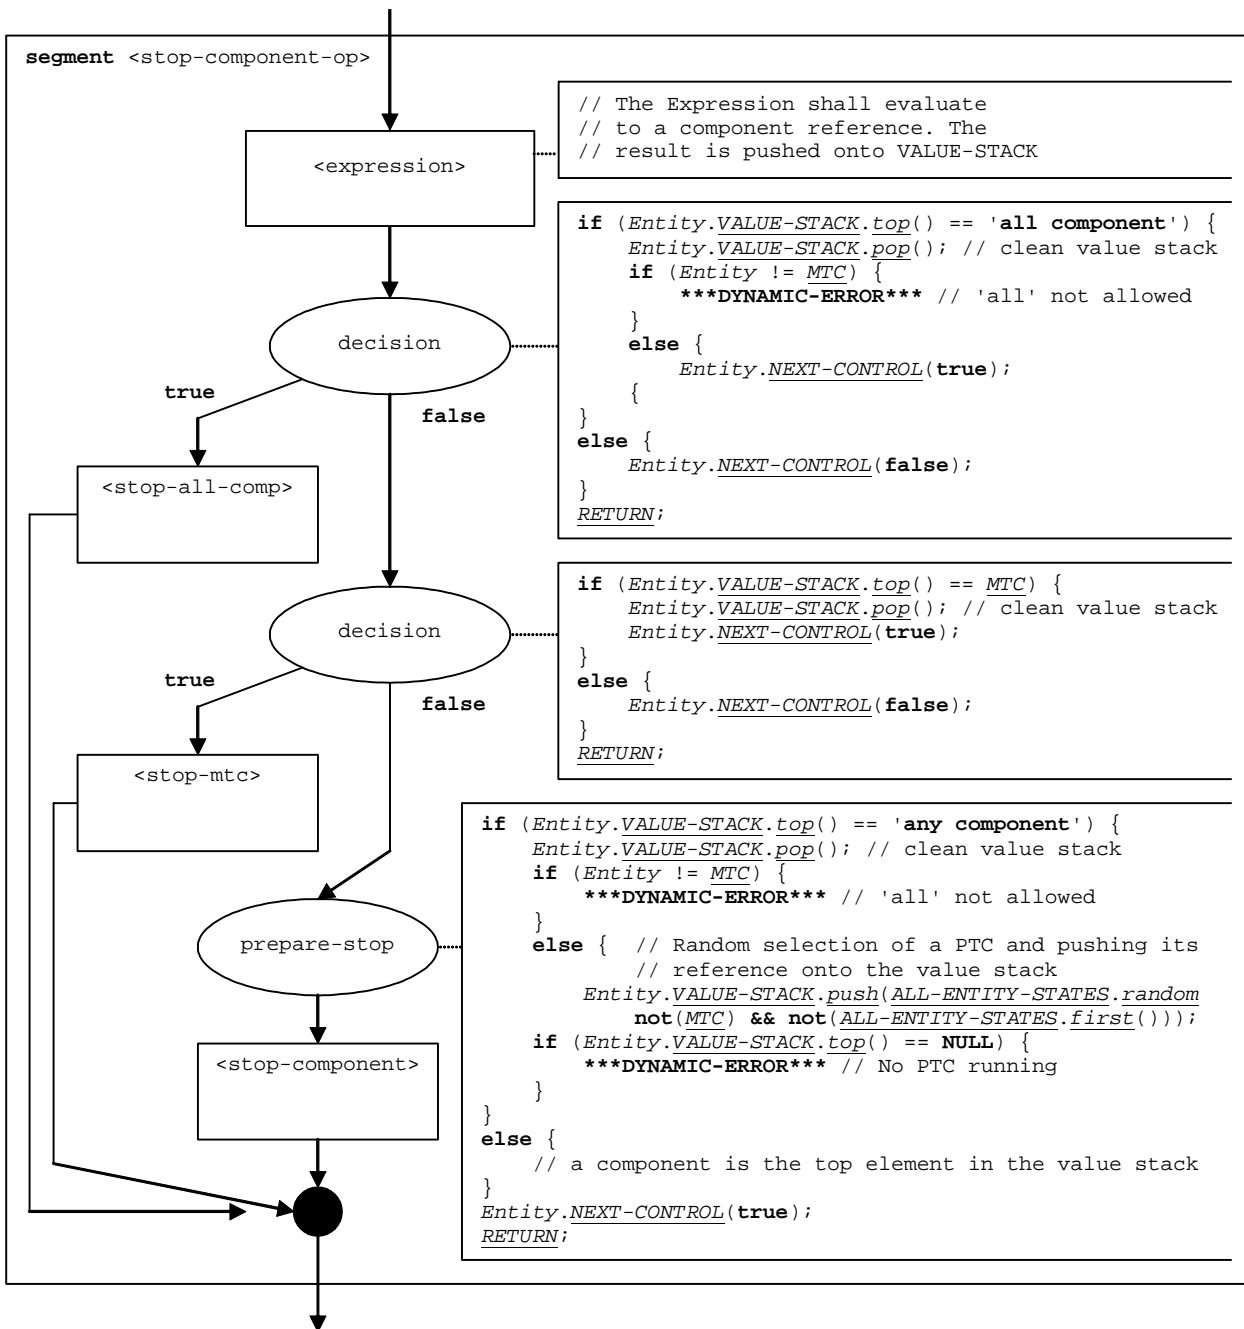 segment <stop-component-op>
// The Expression shall evaluate
// to a component reference. The
// result is pushed onto VALUE-STACK
<expression>
if (Entity.VALUE-STACK.top() == 'all component') {
Entity.VALUE-STACK.pop(); // clean value stack
if (Entity != MTC) {
***DYNAMIC-ERROR*** // 'all' not allowed
}
else {
Entity.NEXT-CONTROL(true);
{
}
else {
Entity.NEXT-CONTROL(false);
}
RETURN;
decision
true
false
<stop-all-comp>
if (Entity.VALUE-STACK.top() == MTC) {
Entity.VALUE-STACK.pop(); // clean value stack
Entity.NEXT-CONTROL(true);
}
else {
Entity.NEXT-CONTROL(false);
}
RETURN;
decision
true
false
<stop-mtc>
if (Entity.VALUE-STACK.top() == 'any component') {
Entity.VALUE-STACK.pop(); // clean value stack
if (Entity != MTC) {
***DYNAMIC-ERROR*** // 'all' not allowed
}
else { // Random selection of a PTC and pushing its
// reference onto the value stack
Entity.VALUE-STACK.push(ALL-ENTITY-STATES.random
not(MTC) && not(ALL-ENTITY-STATES.first()));
if (Entity.VALUE-STACK.top() == NULL) {
***DYNAMIC-ERROR*** // No PTC running
}
}
else {
// a component is the top element in the value stack
}
Entity.NEXT-CONTROL(true);
RETURN;
prepare-stop
<stop-component>